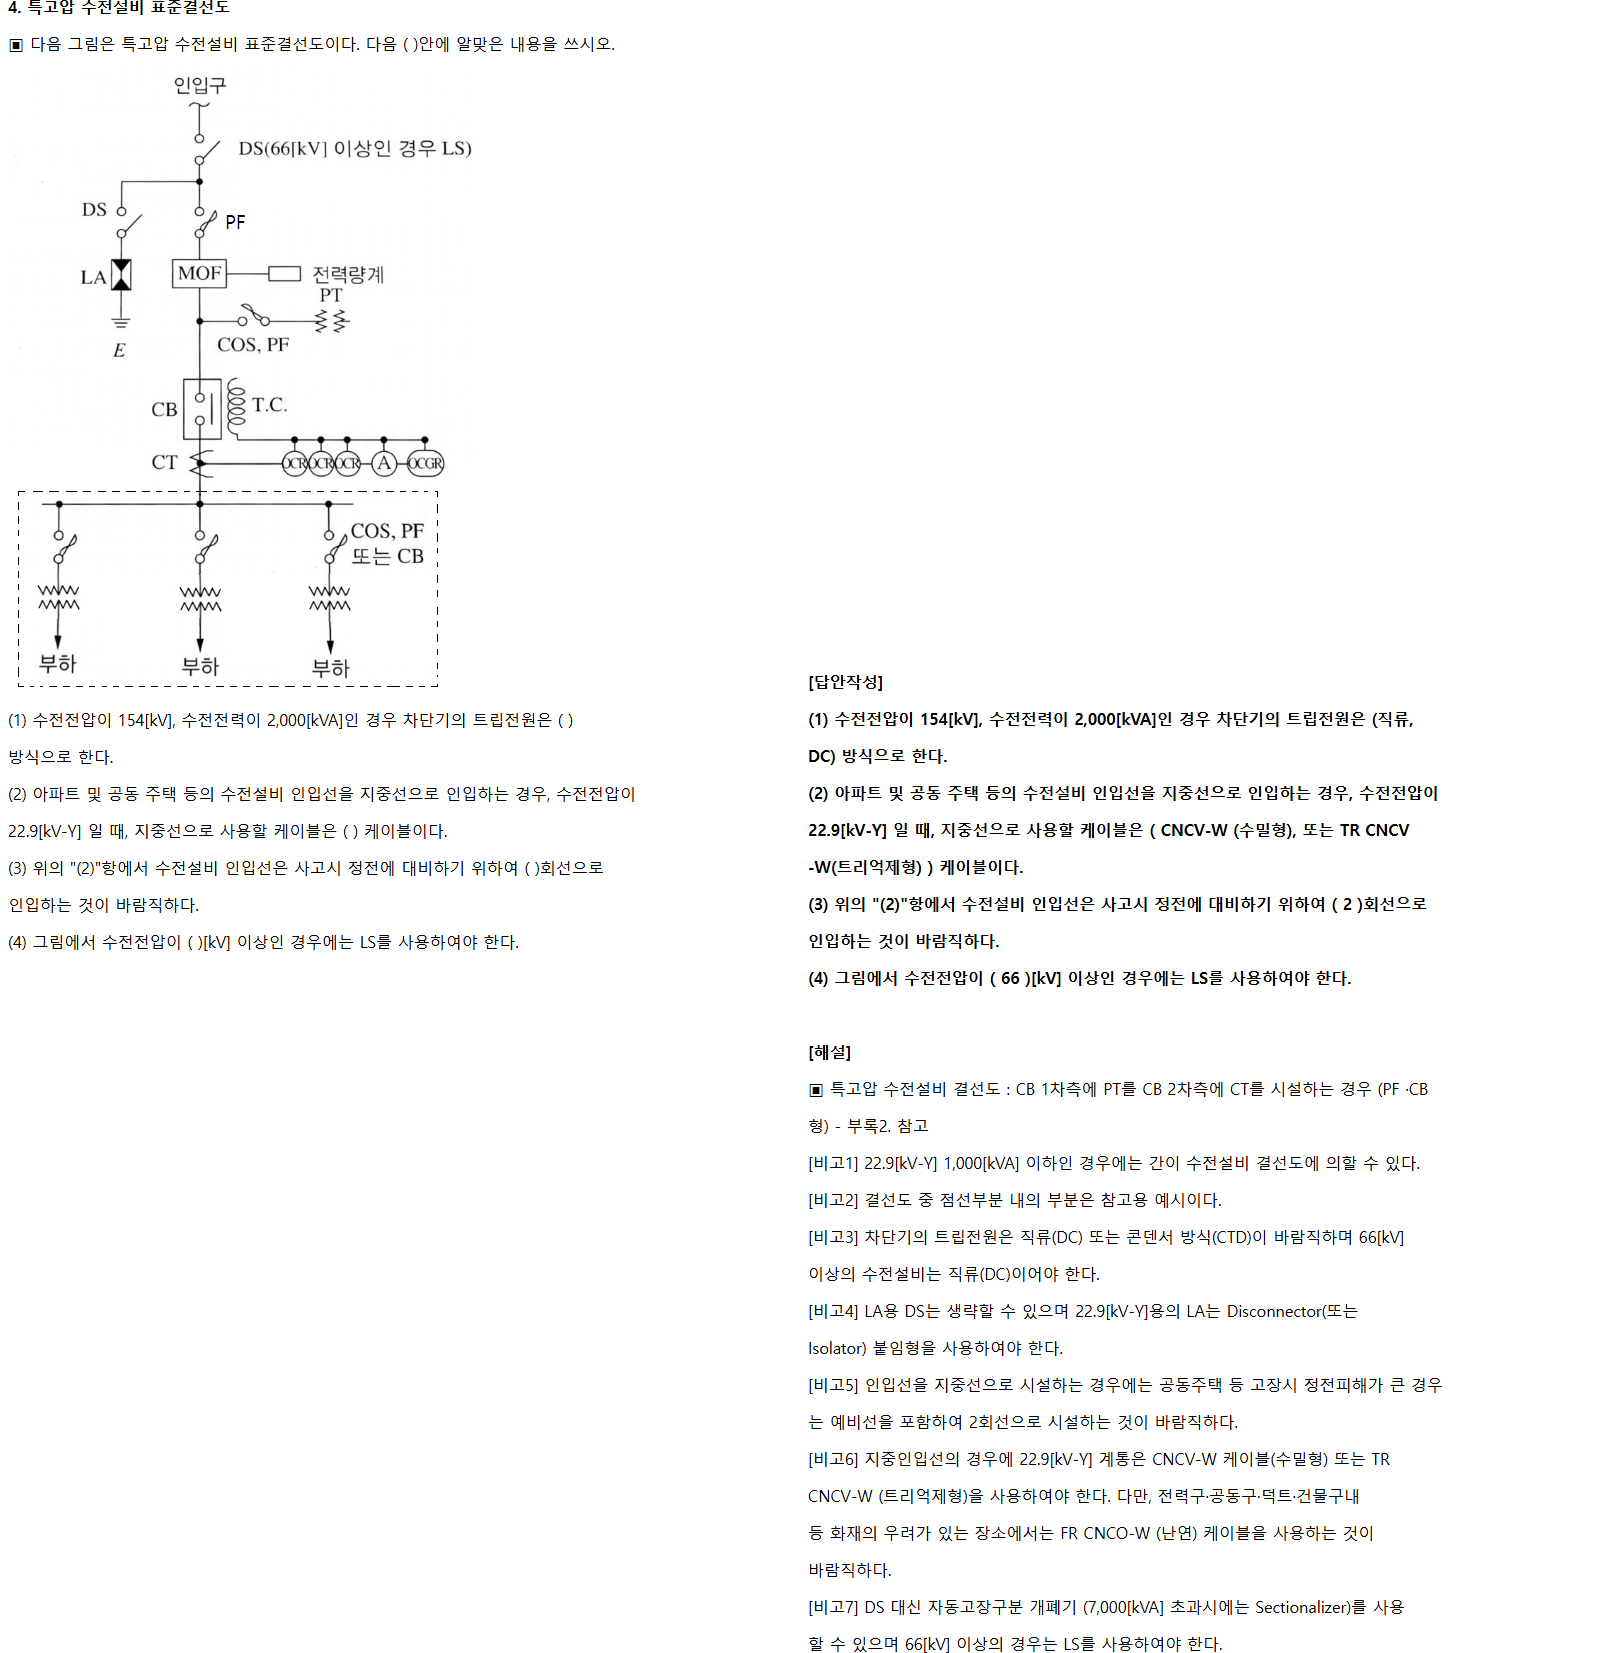 4. 특고압 수전설비 표준결선도
▣ 다음 그림은 특고압 수전설비 표준결선도이다. 다음 ( )안에 알맞은 내용을 쓰시오.
인입구
DS(66[kV] 이상인 경우 LS)
DS
PF
LA
MOF
전력량계
PT
E
COS, PF
CB
T.C.
CT
OCR OCR OCR A OCGR
COS, PF
또는 CB
부하
부하
부하
(1) 수전전압이 154[kV], 수전전력이 2,000[kVA]인 경우 차단기의 트립전원은 ( )
방식으로 한다.
(2) 아파트 및 공동 주택 등의 수전설비 인입선을 지중선으로 인입하는 경우, 수전전압이
22.9[kV-Y] 일 때, 지중선으로 사용할 케이블은 ( ) 케이블이다.
(3) 위의 "(2)"항에서 수전설비 인입선은 사고시 정전에 대비하기 위하여 ( )회선으로
인입하는 것이 바람직하다.
(4) 그림에서 수전전압이 ( )[kV] 이상인 경우에는 LS를 사용하여야 한다.
[답안작성]
(1) 수전전압이 154[kV], 수전전력이 2,000[kVA]인 경우 차단기의 트립전원은 (직류,
DC) 방식으로 한다.
(2) 아파트 및 공동 주택 등의 수전설비 인입선을 지중선으로 인입하는 경우, 수전전압이
22.9[kV-Y] 일 때, 지중선으로 사용할 케이블은 ( CNCV-W (수밀형), 또는 TR CNCV
-W(트리억제형) ) 케이블이다.
(3) 위의 "(2)"항에서 수전설비 인입선은 사고시 정전에 대비하기 위하여 ( 2 )회선으로
인입하는 것이 바람직하다.
(4) 그림에서 수전전압이 ( 66 )[kV] 이상인 경우에는 LS를 사용하여야 한다.
[해설]
▣ 특고압 수전설비 결선도 : CB 1차측에 PT를 CB 2차측에 CT를 시설하는 경우 (PF ·CB
형) - 부록2. 참고
[비고1] 22.9[kV-Y] 1,000[kVA] 이하인 경우에는 간이 수전설비 결선도에 의할 수 있다.
[비고2] 결선도 중 점선부분 내의 부분은 참고용 예시이다.
[비고3] 차단기의 트립전원은 직류(DC) 또는 콘덴서 방식(CTD)이 바람직하며 66[kV]
이상의 수전설비는 직류(DC)이어야 한다.
[비고4] LA용 DS는 생략할 수 있으며 22.9[kV-Y]용의 LA는 Disconnector(또는
Isolator) 붙임형을 사용하여야 한다.
[비고5] 인입선을 지중선으로 시설하는 경우에는 공동주택 등 고장시 정전피해가 큰 경우
는 예비선을 포함하여 2회선으로 시설하는 것이 바람직하다.
[비고6] 지중인입선의 경우에 22.9[kV-Y] 계통은 CNCV-W 케이블(수밀형) 또는 TR
CNCV-W (트리억제형)을 사용하여야 한다. 다만, 전력구·공동구·덕트·건물구내
등 화재의 우려가 있는 장소에서는 FR CNCO-W (난연) 케이블을 사용하는 것이
바람직하다.
[비고7] DS 대신 자동고장구분 개폐기 (7,000[kVA] 초과시에는 Sectionalizer)를 사용
할 수 있으며 66[kV] 이상의 경우는 LS를 사용하여야 한다.